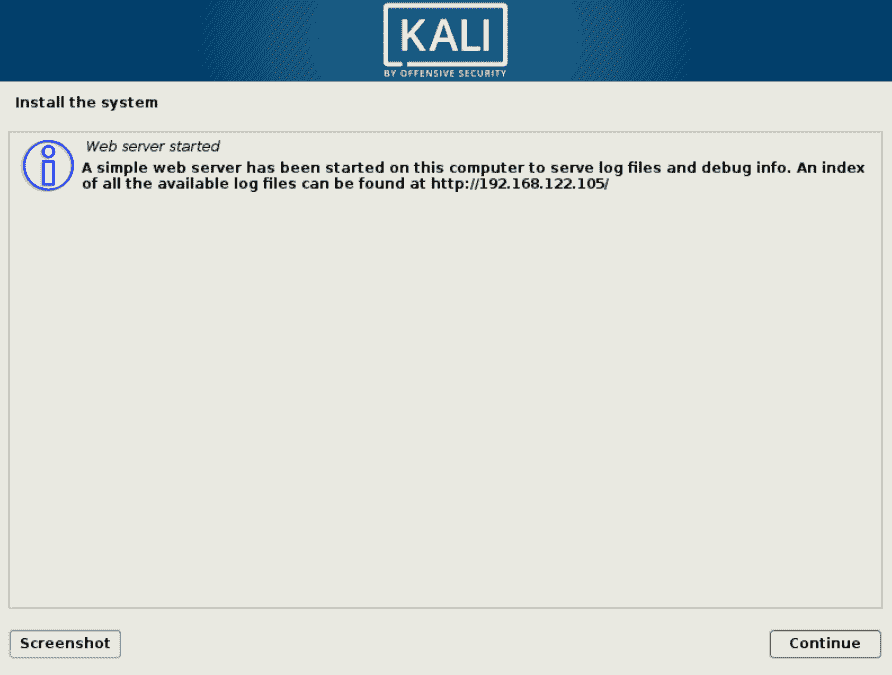 KALI
BY OFFENSIVE SECURITY
Install the system
Web server started
A simple web server has been started on this computer to serve log files and debug info. An index
of all the available log files can be found at http://192.168.122.105/
Screenshot
Continue